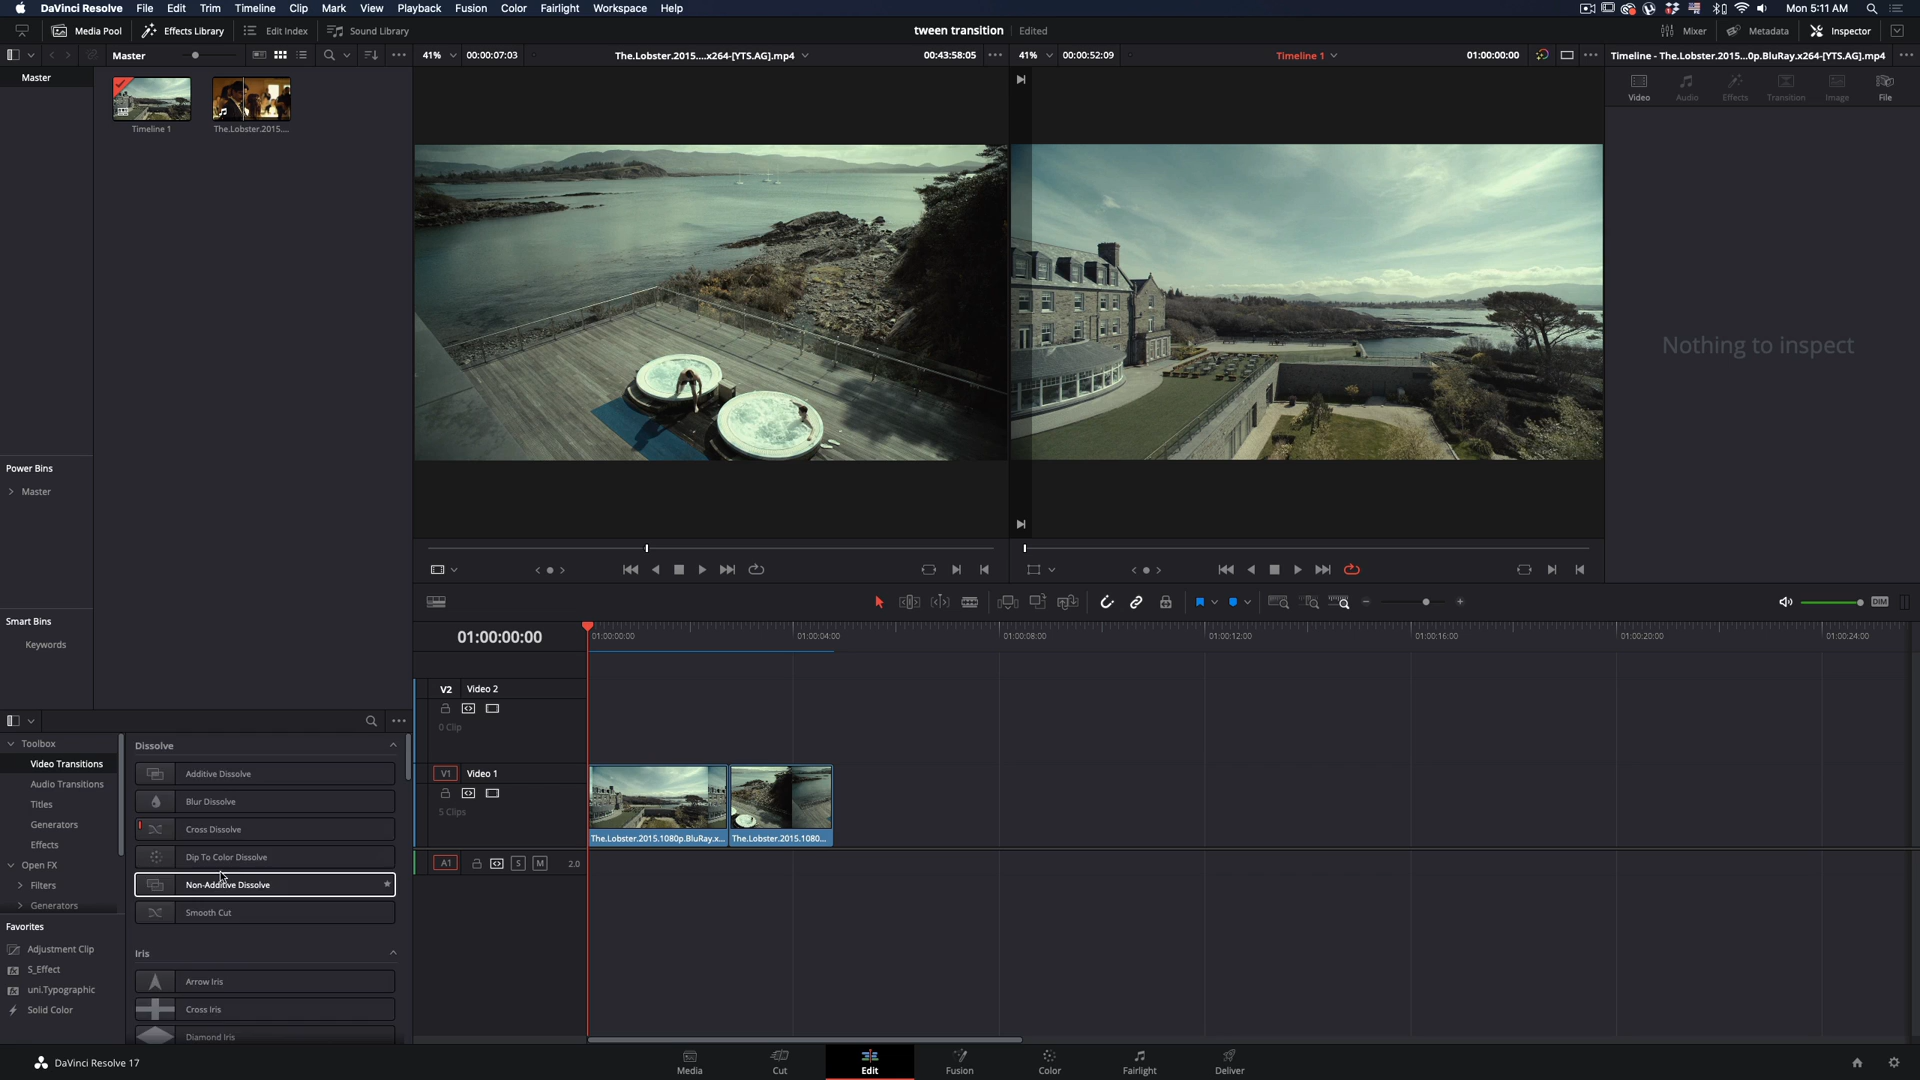 DaVinci Resolve File Edit Trim Timeline Clip Mark View Playback Fusion Color Fairlight Workspace Help Mon 5:11 AM
Media Pool Effects Library Edit Index Sound Library tween transition Edited Mixer Metadata Inspector
Master 41% 00:00:07:03 The.Lobster.2015....x264-[YTS.AG].mp4 00:43:58:05 41% 00:00:52:09 Timeline 1 01:00:00:00 Timeline - The.Lobster.2015...0p.BluRay.x264-[YTS.AG].mp4
Master
Video Audio Effects Transition Image File
Timeline 1 The.Lobster.2015....
Nothing to inspect
Power Bins
Master
Smart Bins
Keywords
DIM
01:00:00:00 01:00:00:00 01:00:04:00 01:00:08:00 01:00:12:00 01:00:16:00 01:00:20:00 01:00:24:00
V2 Video 2
0 Clip
V1 Video 1
5 Clips
The.Lobster.2015.1080p.BluRay.x... The.Lobster.2015.1080...
A1 S M 2.0
Toolbox
Video Transitions
Audio Transitions
Titles
Generators
Effects
Open FX
Filters
Generators
Favorites
Adjustment Clip
S_Effect
uni.Typographic
Solid Color
Dissolve
Additive Dissolve
Blur Dissolve
Cross Dissolve
Dip To Color Dissolve
Non-Additive Dissolve
Smooth Cut
Iris
Arrow Iris
Cross Iris
Diamond Iris
DaVinci Resolve 17
Media Cut Edit Fusion Color Fairlight Deliver